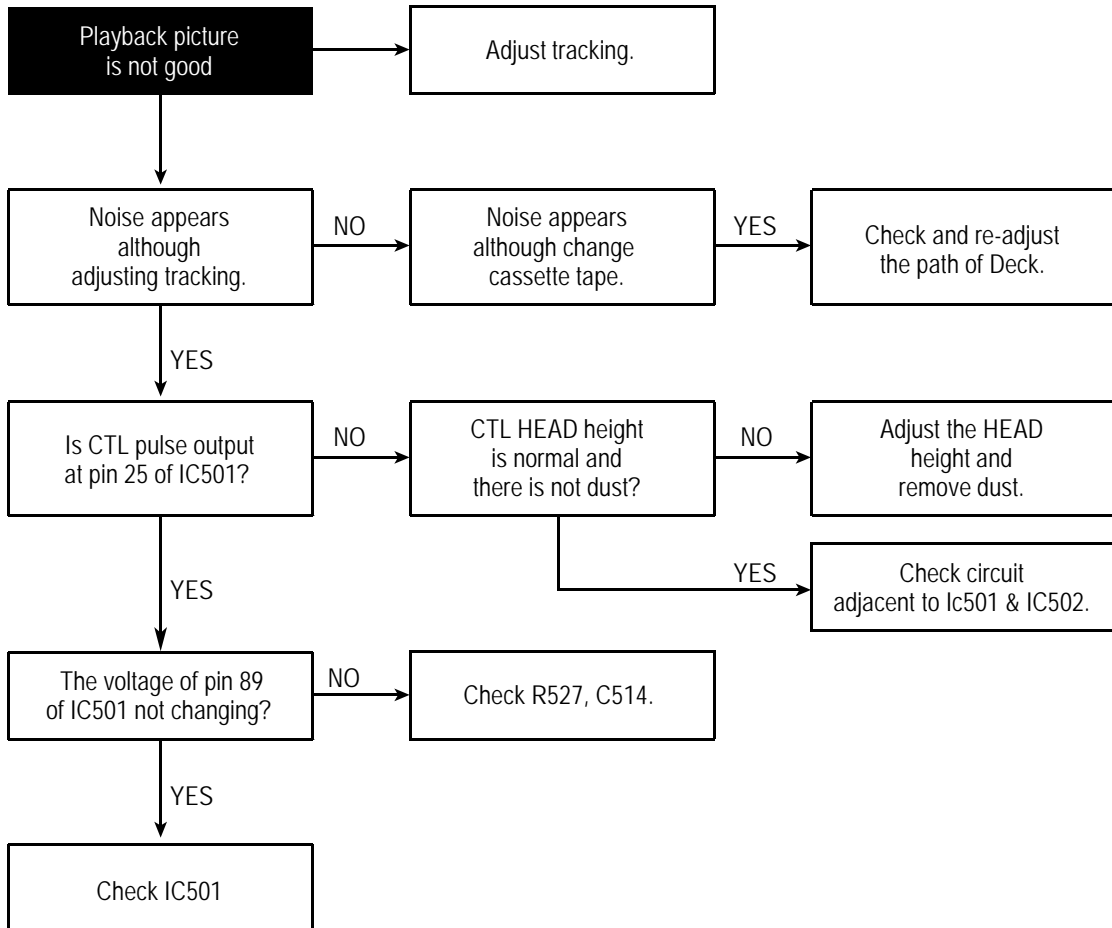 Playback picture
is not good
Adjust tracking.
Noise appears
although
adjusting tracking.
NO
Noise appears
although change
cassette tape.
YES
Check and re-adjust
the path of Deck.
YES
Is CTL pulse output
at pin 25 of IC501?
NO
CTL HEAD height
is normal and
there is not dust?
NO
Adjust the HEAD
height and
remove dust.
YES
Check circuit
adjacent to Ic501 & IC502.
YES
The voltage of pin 89
of IC501 not changing?
NO
Check R527, C514.
YES
Check IC501